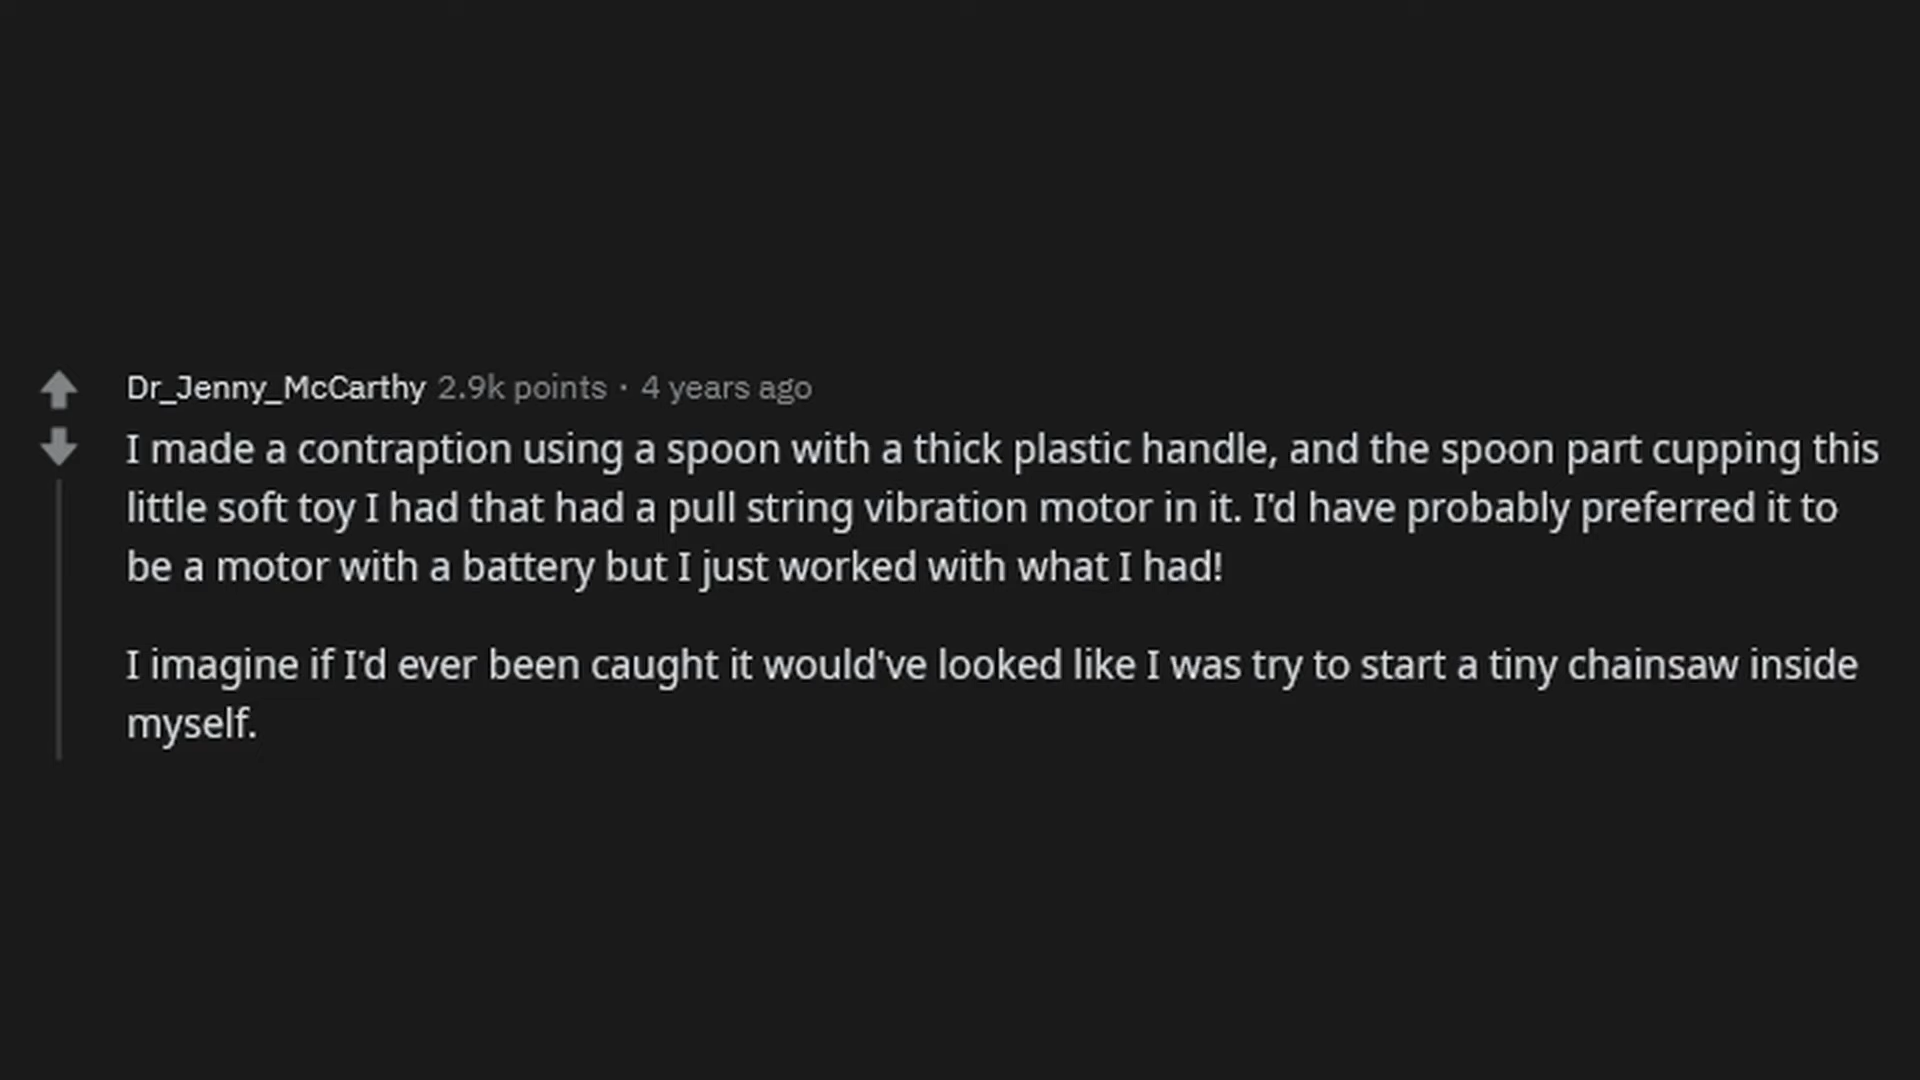 Dr_Jenny_McCarthy 2.9k points · 4 years ago
I made a contraption using a spoon with a thick plastic handle, and the spoon part cupping this
little soft toy I had that had a pull string vibration motor in it. I'd have probably preferred it to
be a motor with a battery but I just worked with what I had!
I imagine if I'd ever been caught it would've looked like I was try to start a tiny chainsaw inside
myself.